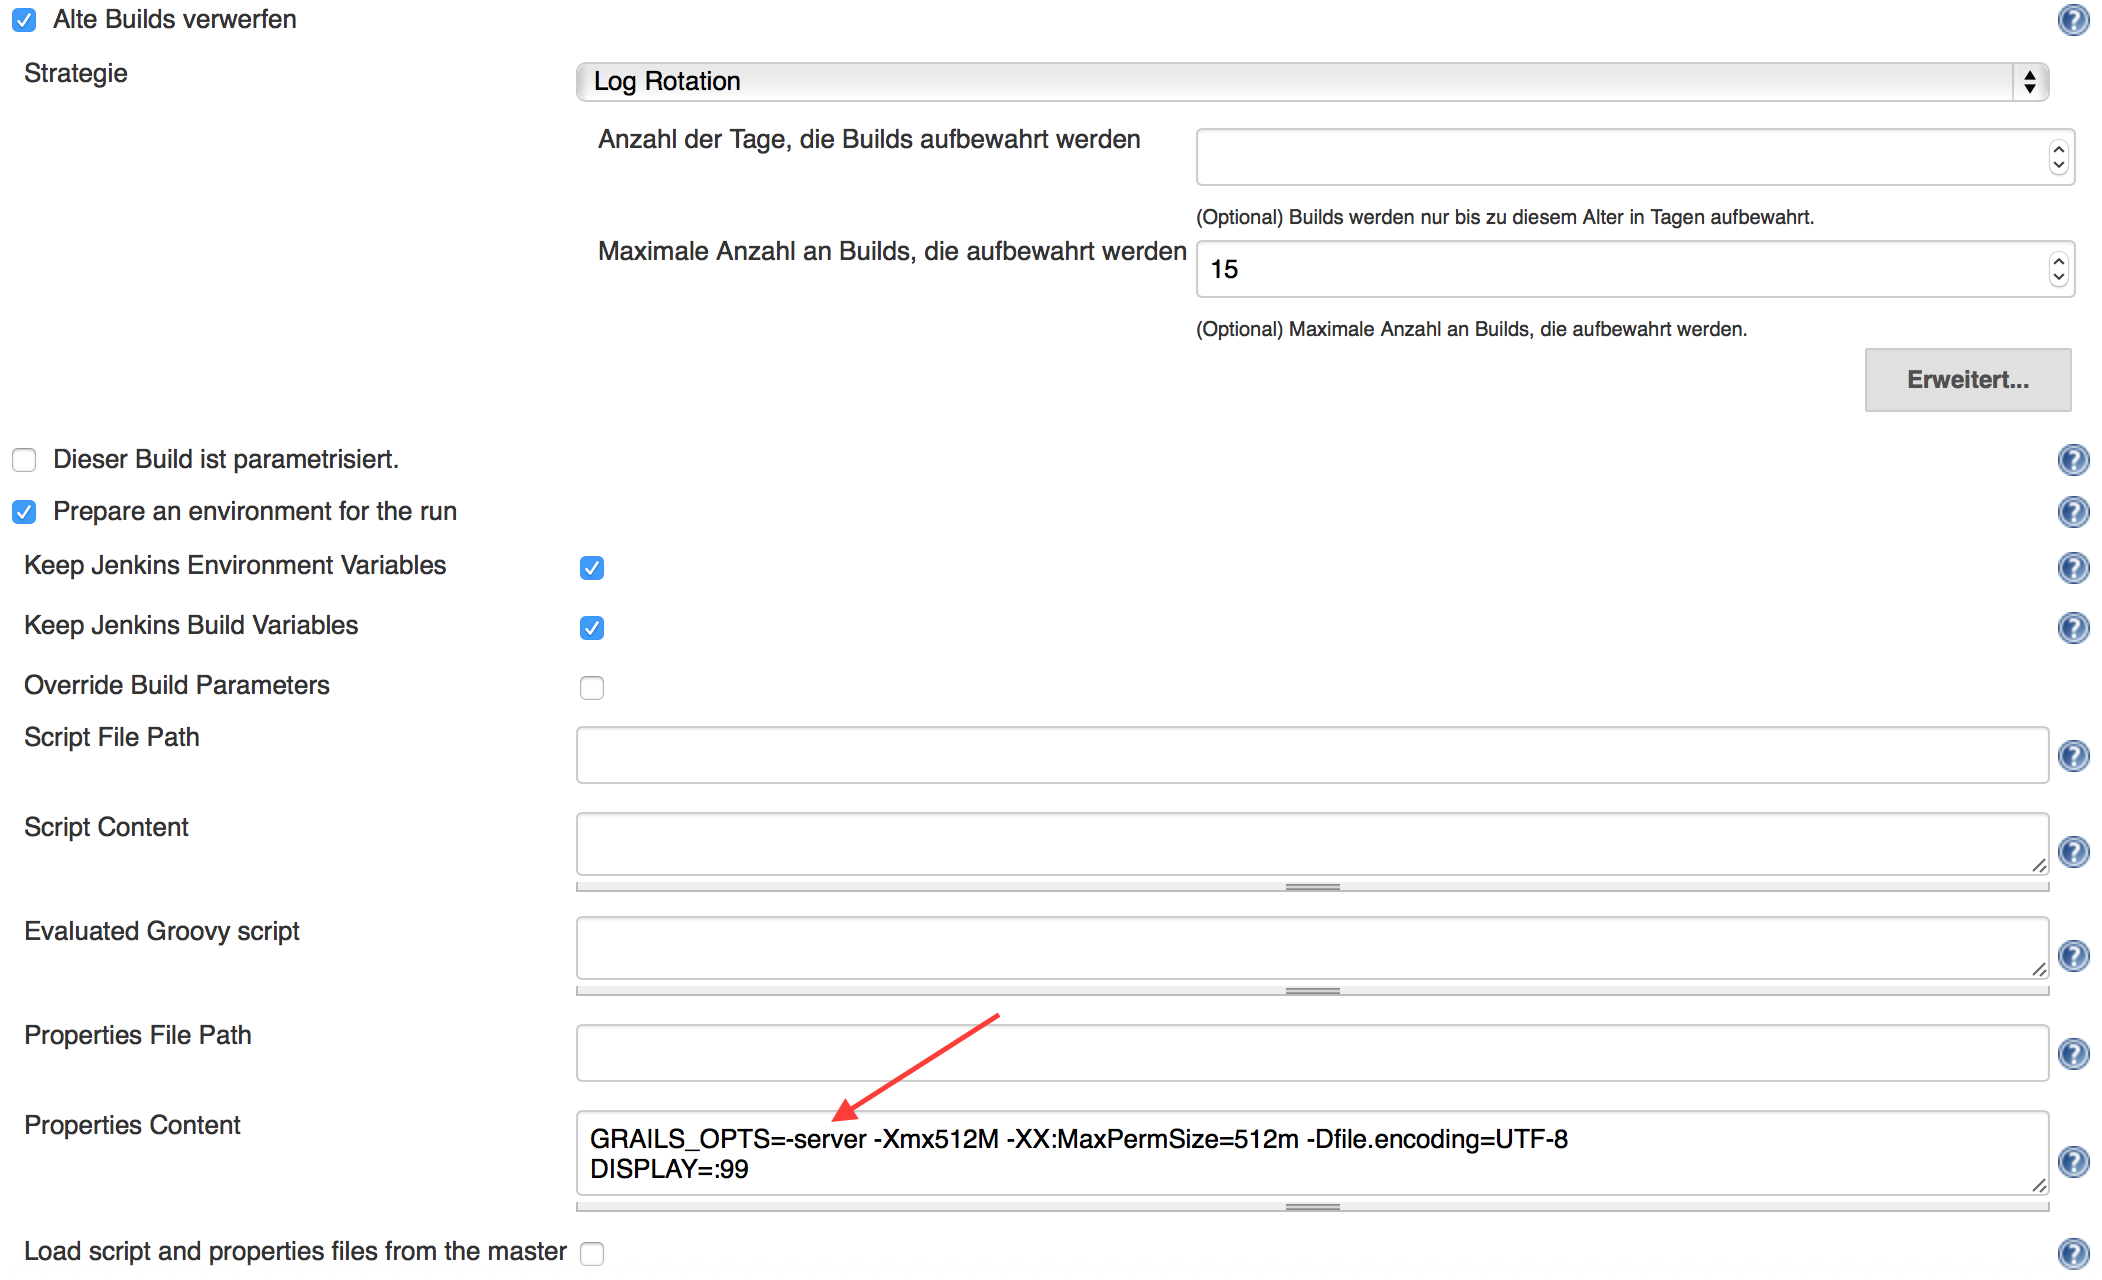 Alte Builds verwerfen
Strategie
Log Rotation
Anzahl der Tage, die Builds aufbewahrt werden
(Optional) Builds werden nur bis zu diesem Alter in Tagen aufbewahrt.
Maximale Anzahl an Builds, die aufbewahrt werden
15
(Optional) Maximale Anzahl an Builds, die aufbewahrt werden.
Erweitert...
Dieser Build ist parametrisiert.
Prepare an environment for the run
Keep Jenkins Environment Variables
Keep Jenkins Build Variables
Override Build Parameters
Script File Path
Script Content
Evaluated Groovy script
Properties File Path
Properties Content
GRAILS_OPTS=-server -Xmx512M -XX:MaxPermSize=512m -Dfile.encoding=UTF-8
DISPLAY=:99
Load script and properties files from the master